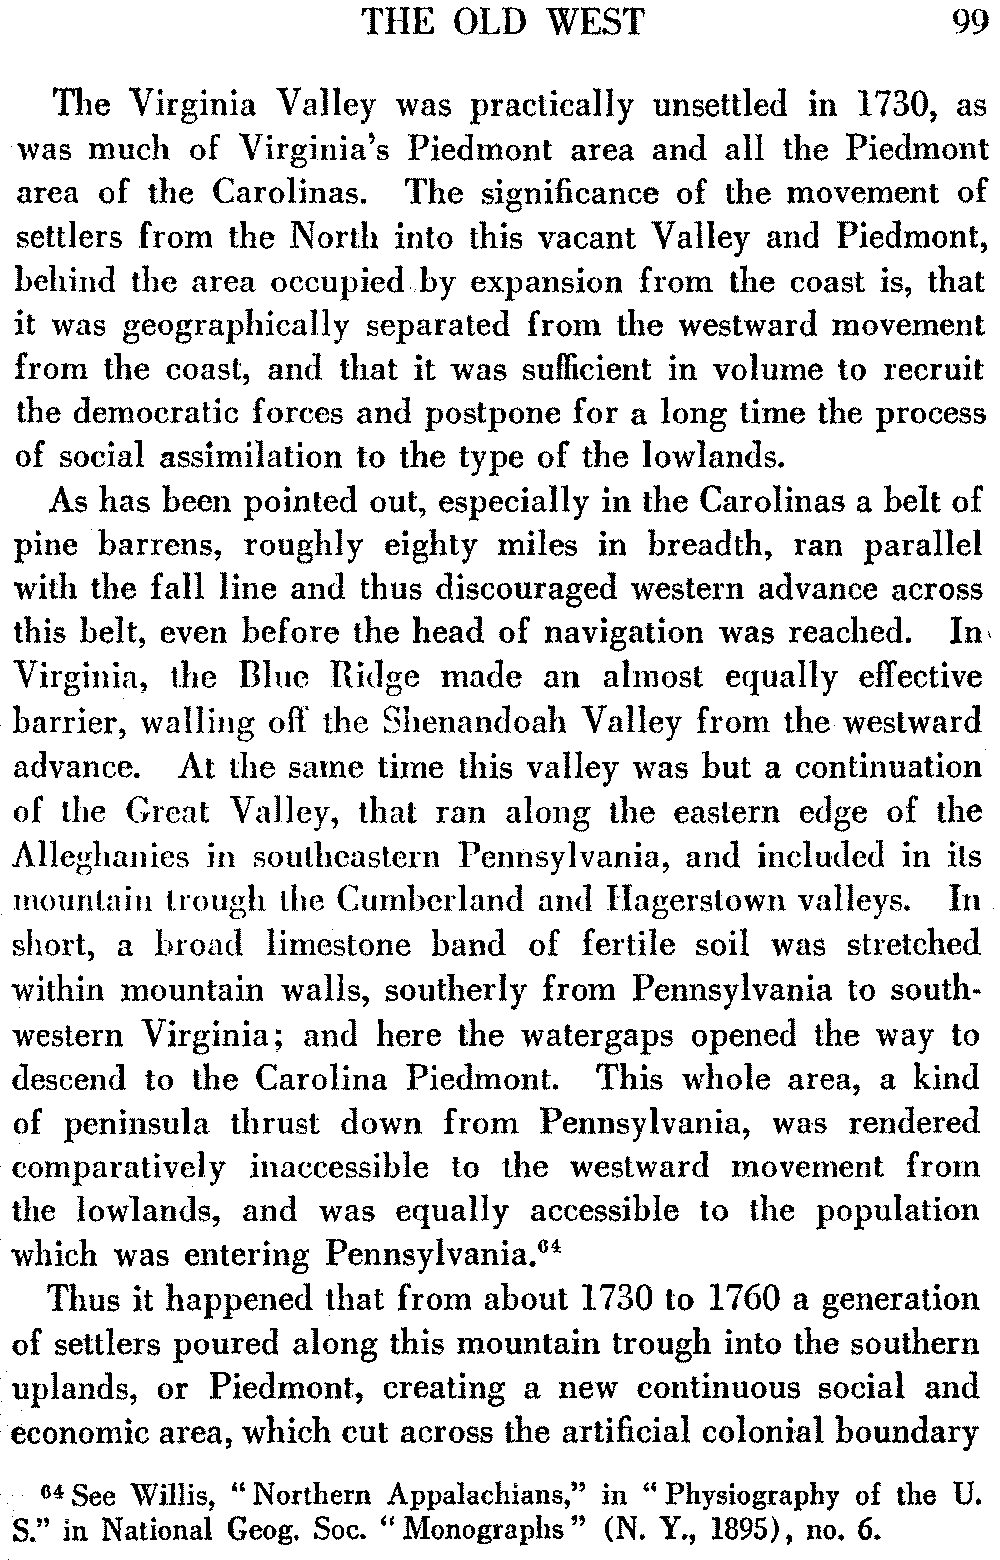 THE OLD WEST 99
The Virginia Valley was practically unsettled in 1730, as
was much of Virginia's Piedmont area and all the Piedmont
area of the Carolinas. The significance of the movement of
settlers from the North into this vacant Valley and Piedmont,
behind the area occupied by expansion from the coast is, that
it was geographically separated from the westward movement
from the coast, and that it was sufficient in volume to recruit
the democratic forces and postpone for a long time the process
of social assimilation to the type of the lowlands.
As has been pointed out, especially in the Carolinas a belt of
pine barrens, roughly eighty miles in breadth, ran parallel
with the fall line and thus discouraged western advance across
this belt, even before the head of navigation was reached. In
Virginia, the Blue Ridge made an almost equally effective
barrier, walling off the Shenandoah Valley from the westward
advance. At the same time this valley was but a continuation
of the Great Valley, that ran along the eastern edge of the
Alleghanies in southeastern Pennsylvania, and included in its
mountain trough the Cumberland and Hagerstown valleys. In
short, a broad limestone band of fertile soil was stretched
within mountain walls, southerly from Pennsylvania to south-
western Virginia; and here the watergaps opened the way to
descend to the Carolina Piedmont. This whole area, a kind
of peninsula thrust down from Pennsylvania, was rendered
comparatively inaccessible to the westward movement from
the lowlands, and was equally accessible to the population
which was entering Pennsylvania.⁶⁴
Thus it happened that from about 1730 to 1760 a generation
of settlers poured along this mountain trough into the southern
uplands, or Piedmont, creating a new continuous social and
economic area, which cut across the artificial colonial boundary
⁶⁴ See Willis, "Northern Appalachians," in "Physiography of the U.
S." in National Geog. Soc. "Monographs" (N. Y., 1895), no. 6.